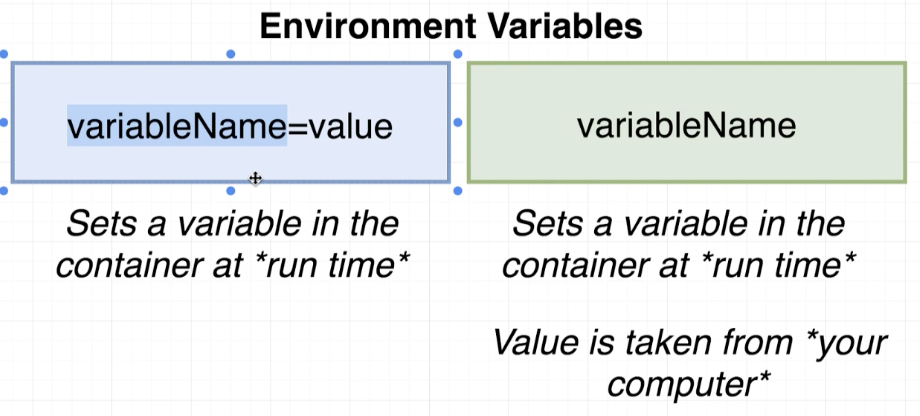 Environment Variables
variableName=value
variableName
Sets a variable in the
container at *run time*
Sets a variable in the
container at *run time*
Value is taken from *your
computer*